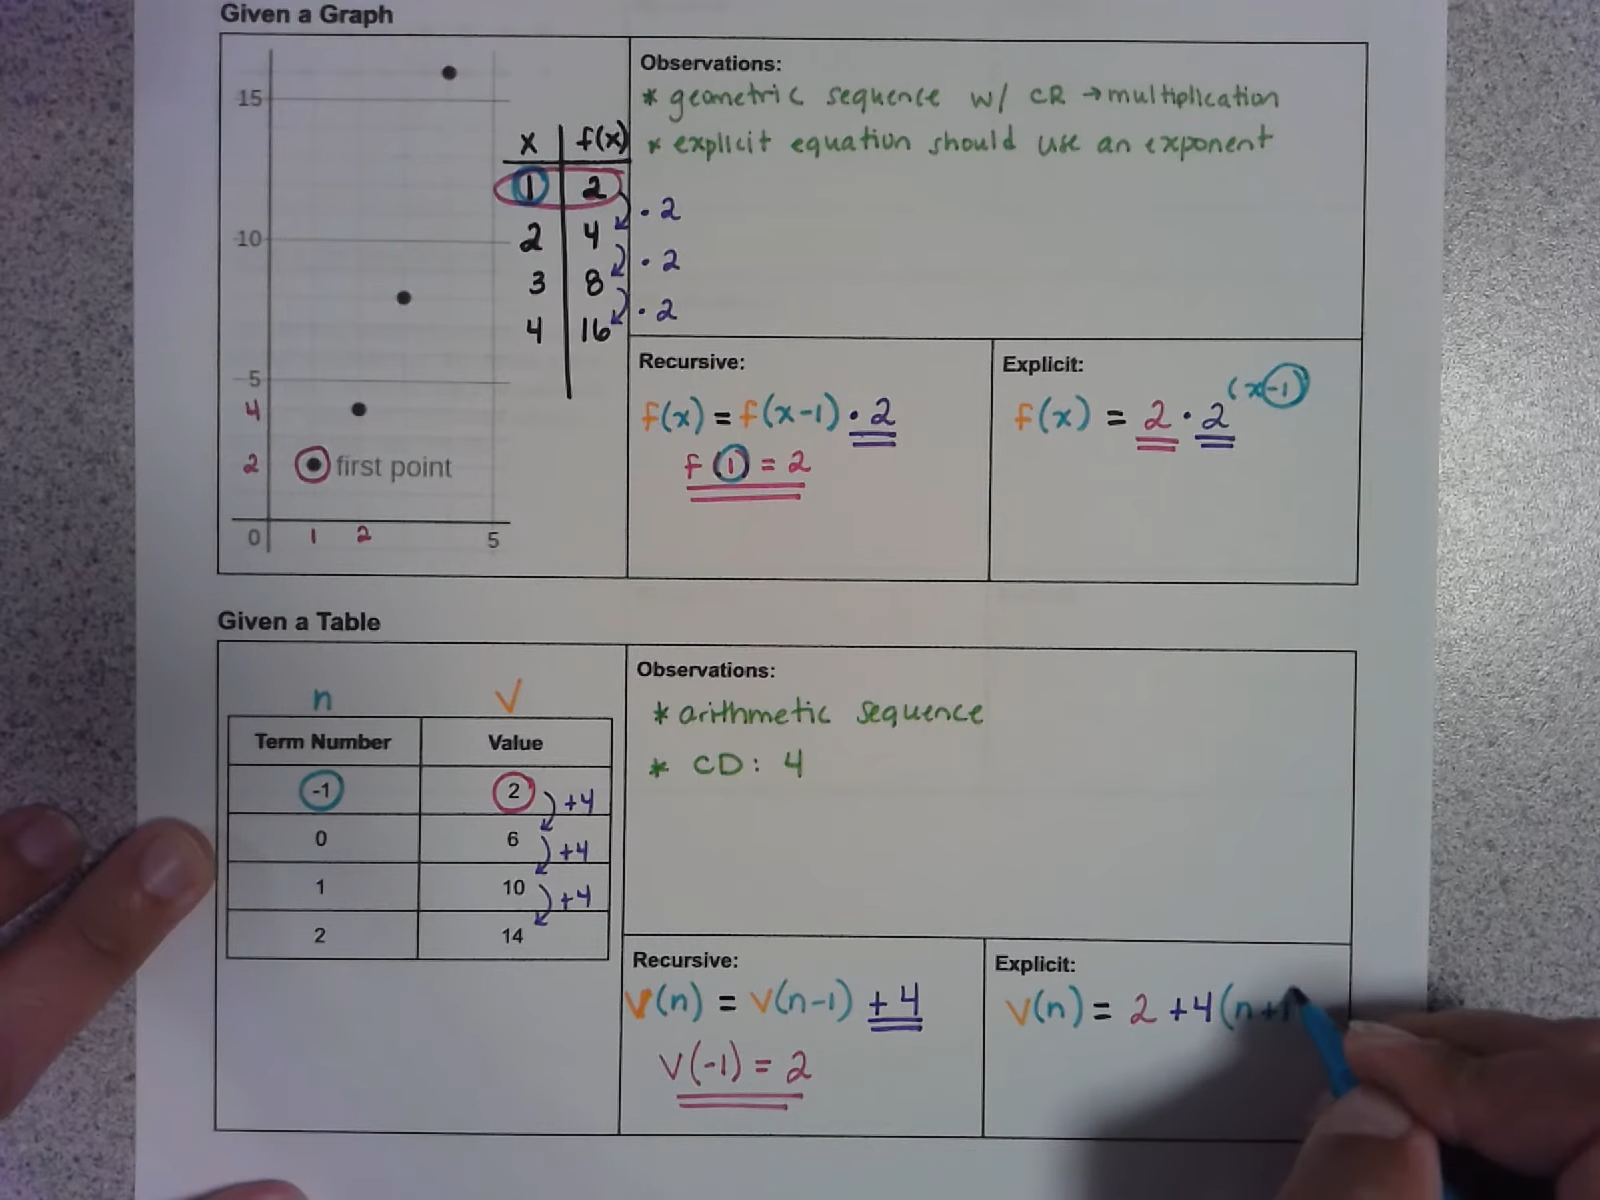 Given a Graph
15
10
5
4
2
0
1
2
5
first point
x f(x)
1 2
2 4
3 8
4 16
· 2
· 2
· 2
Observations:
* geometric sequence w/ CR → multiplication
* explicit equation should use an exponent
Recursive:
f(x) = f(x-1) · 2
f(1) = 2
Explicit:
f(x) = 2 · 2^(x-1)
Given a Table
n V
Term Number Value
-1 2
0 6
1 10
2 14
+4
+4
+4
Observations:
* arithmetic sequence
* CD: 4
Recursive:
V(n) = V(n-1) + 4
V(-1) = 2
Explicit:
V(n) = 2 + 4(n+1